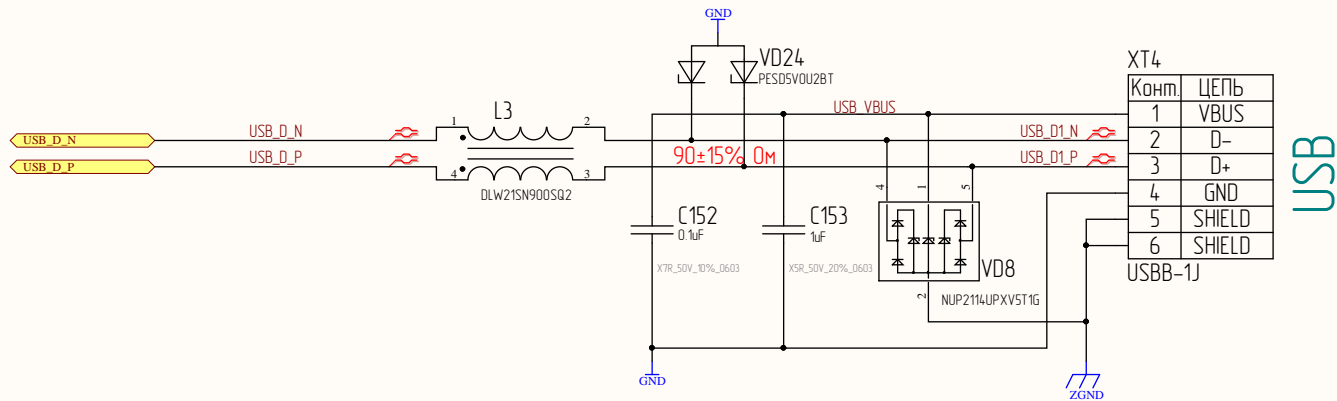 GND
VD24
PESD5V0U2BT
XT4
Конт. ЦЕПЬ
1 VBUS
2 D-
3 D+
4 GND
5 SHIELD
6 SHIELD
USBB-1J
USB
USB_VBUS
L3
1 2
4 3
DLW21SN900SQ2
USB_D_N
USB_D_N
USB_D_P
USB_D_P
USB_D1_N
USB_D1_P
90±15% Ом
4 1 5
C152
0.1uF
X7R_50V_10%_0603
C153
1uF
X5R_50V_20%_0603
VD8
2
NUP2114UPXV5T1G
GND
ZGND